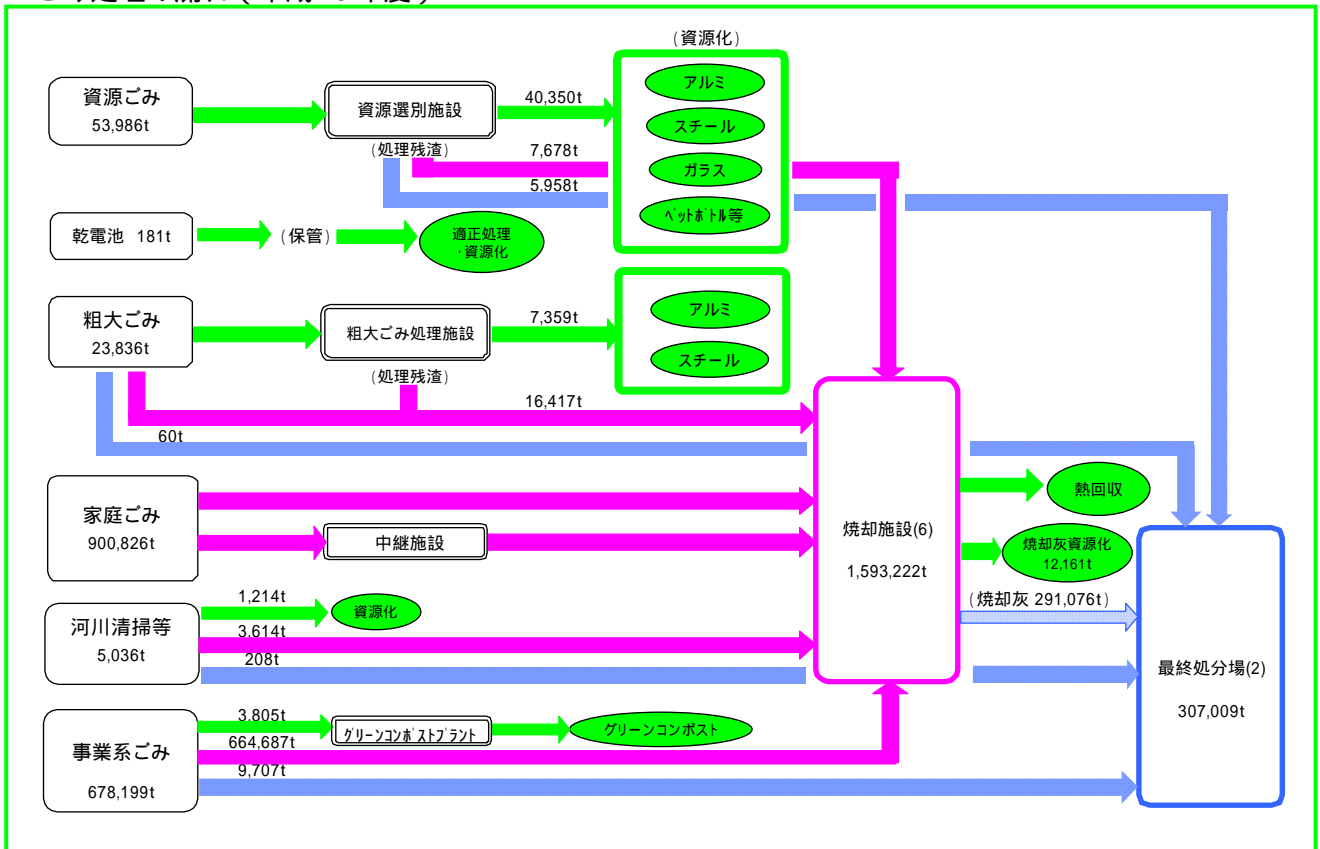 (資源化)
資源ごみ
53,986t
資源選別施設
40,350t
アルミ
スチール
ガラス
ペットボトル等
(処理残渣)
7,678t
5,958t
乾電池 181t
(保管)
適正処理
・資源化
粗大ごみ
23,836t
粗大ごみ処理施設
7,359t
アルミ
スチール
(処理残渣)
16,417t
60t
家庭ごみ
900,826t
中継施設
焼却施設(6)
1,593,222t
熱回収
焼却灰資源化
12,161t
(焼却灰 291,076t)
河川清掃等
5,036t
1,214t
資源化
3,614t
208t
最終処分場(2)
307,009t
事業系ごみ
678,199t
3,805t
グリーンコンポストプラント
グリーンコンポスト
664,687t
9,707t